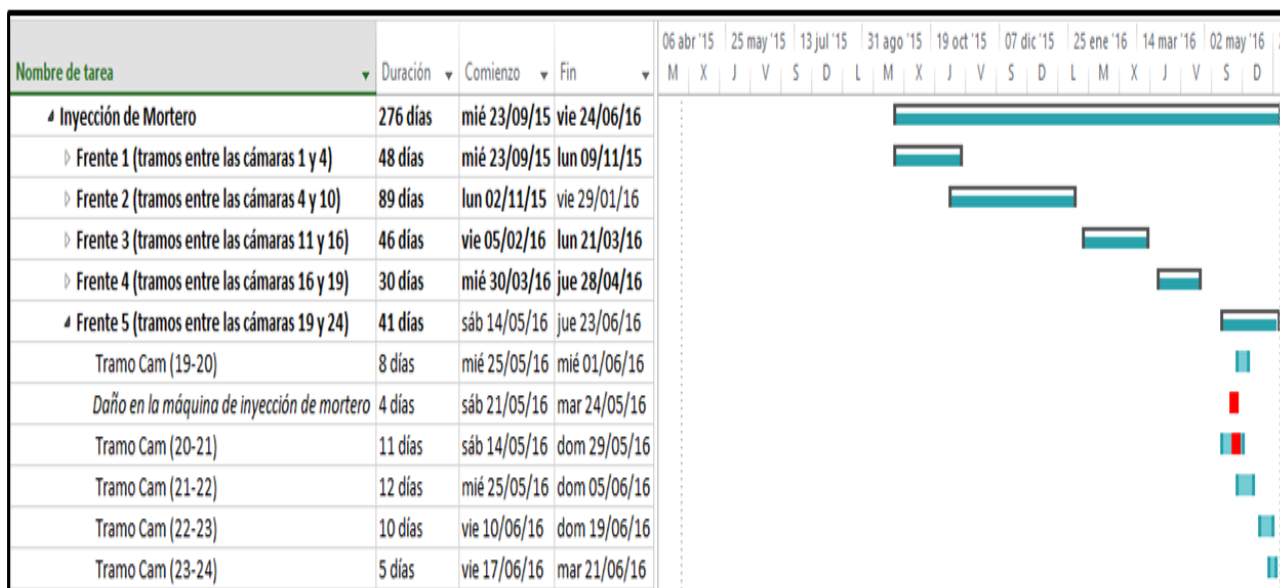 06 abr '15 25 may '15 13 jul '15 31 ago '15 19 oct '15 07 dic '15 25 ene '16 14 mar '16 02 may '16
Nombre de tarea Duración Comienzo Fin M X J V S D L M X J V S D L M X J V S D
Inyección de Mortero 276 días mié 23/09/15 vie 24/06/16
Frente 1 (tramos entre las cámaras 1 y 4) 48 días mié 23/09/15 lun 09/11/15
Frente 2 (tramos entre las cámaras 4 y 10) 89 días lun 02/11/15 vie 29/01/16
Frente 3 (tramos entre las cámaras 11 y 16) 46 días vie 05/02/16 lun 21/03/16
Frente 4 (tramos entre las cámaras 16 y 19) 30 días mié 30/03/16 jue 28/04/16
Frente 5 (tramos entre las cámaras 19 y 24) 41 días sáb 14/05/16 jue 23/06/16
Tramo Cam (19-20) 8 días mié 25/05/16 mié 01/06/16
Daño en la máquina de inyección de mortero 4 días sáb 21/05/16 mar 24/05/16
Tramo Cam (20-21) 11 días sáb 14/05/16 dom 29/05/16
Tramo Cam (21-22) 12 días mié 25/05/16 dom 05/06/16
Tramo Cam (22-23) 10 días vie 10/06/16 dom 19/06/16
Tramo Cam (23-24) 5 días vie 17/06/16 mar 21/06/16